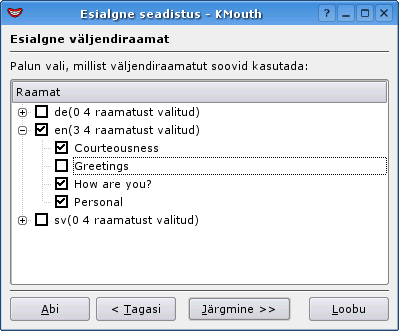 Esialgne seadistus – KMouth
Esialgne väljendiraamat
Palun vali, millist väljendiraamatut soovid kasutada:
Raamat
de(0 4 raamatust valitud)
en(3 4 raamatust valitud)
Courteousness
Greetings
How are you?
Personal
sv(0 4 raamatust valitud)
Abi < Tagasi Järgmine >> Loobu